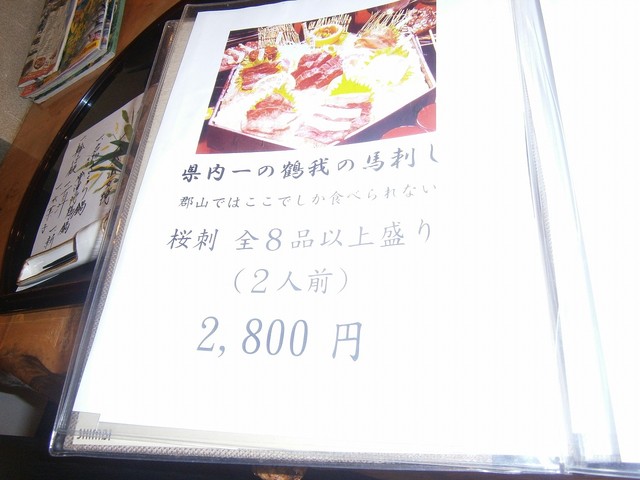 県内一の鶴我の馬刺し
郡山ではここでしか食べられない
桜刺 全８品以上盛り
（２人前）
2,800 円
SHIMBI